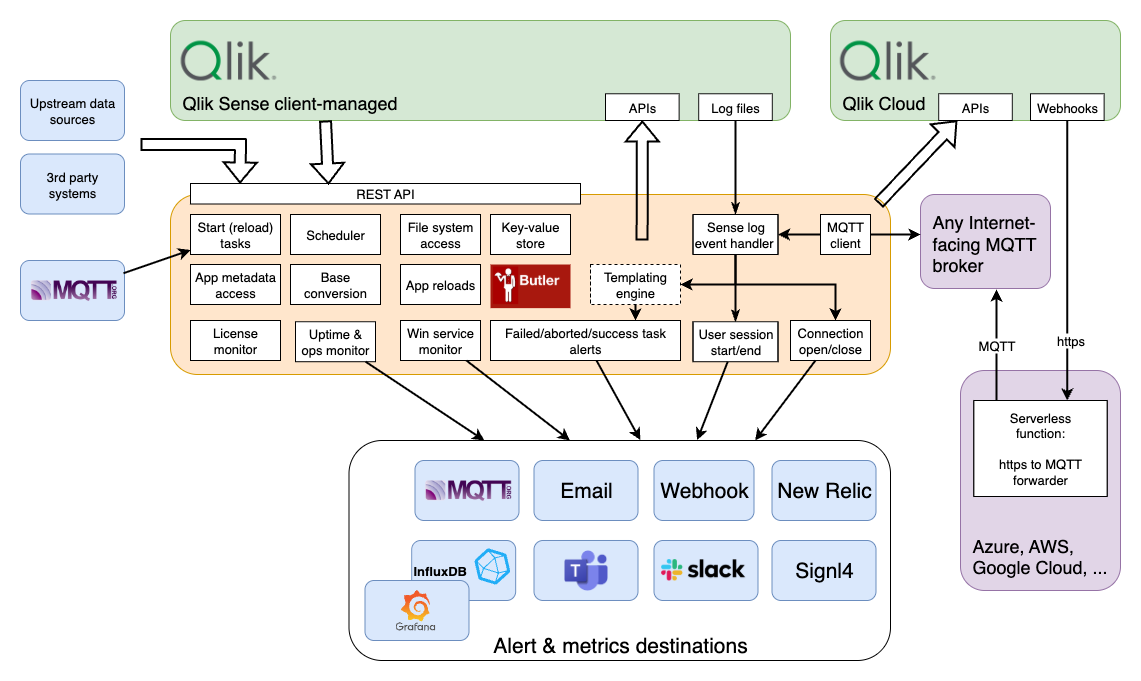 Qlik
Qlik Sense client-managed
APIs
Log files
Qlik
Qlik Cloud
APIs
Webhooks
Upstream data
sources
3rd party
systems
MQTT.ORG
REST API
Start (reload)
tasks
Scheduler
File system
access
Key-value
store
Sense log
event handler
MQTT
client
App metadata
access
Base
conversion
App reloads
Butler
Templating
engine
License
monitor
Uptime &
ops monitor
Win service
monitor
Failed/aborted/success task
alerts
User session
start/end
Connection
open/close
Any Internet-
facing MQTT
broker
MQTT
https
Serverless
function:
https to MQTT
forwarder
Azure, AWS,
Google Cloud, ...
MQTT.ORG
Email
Webhook
New Relic
InfluxDB
Grafana
T
slack
Signl4
Alert & metrics destinations